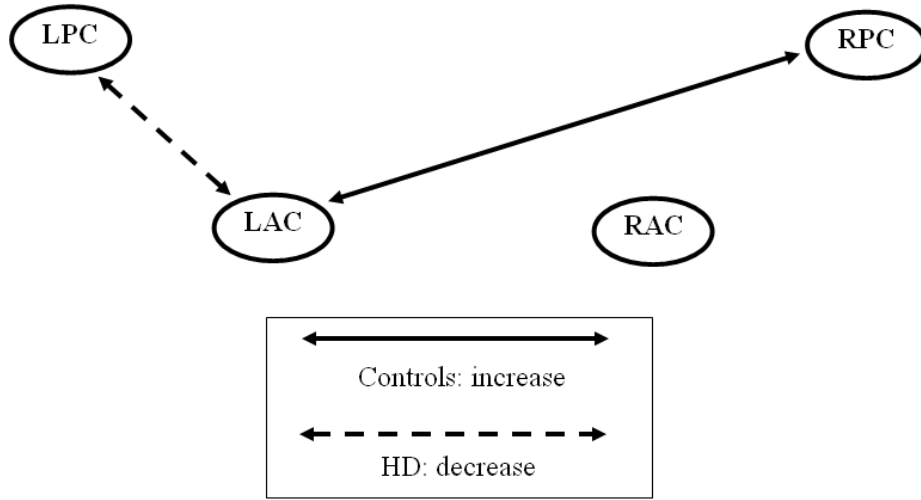 LPC
RPC
LAC
RAC
Controls: increase
HD: decrease